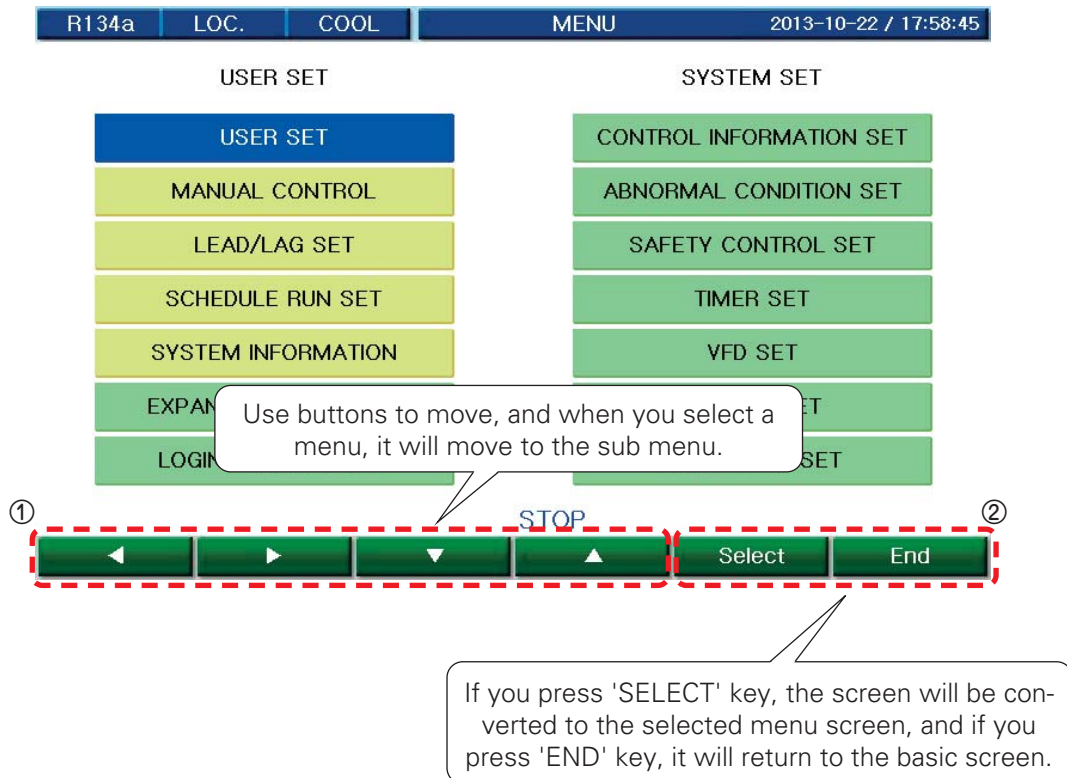 R134a LOC. COOL MENU 2013-10-22 / 17:58:45
USER SET SYSTEM SET
USER SET CONTROL INFORMATION SET
MANUAL CONTROL ABNORMAL CONDITION SET
LEAD/LAG SET SAFETY CONTROL SET
SCHEDULE RUN SET TIMER SET
SYSTEM INFORMATION VFD SET
Use buttons to move, and when you select a
menu, it will move to the sub menu.
SET
① STOP ②
◀ ▶ ▼ ▲ Select End
If you press 'SELECT' key, the screen will be con-
verted to the selected menu screen, and if you
press 'END' key, it will return to the basic screen.